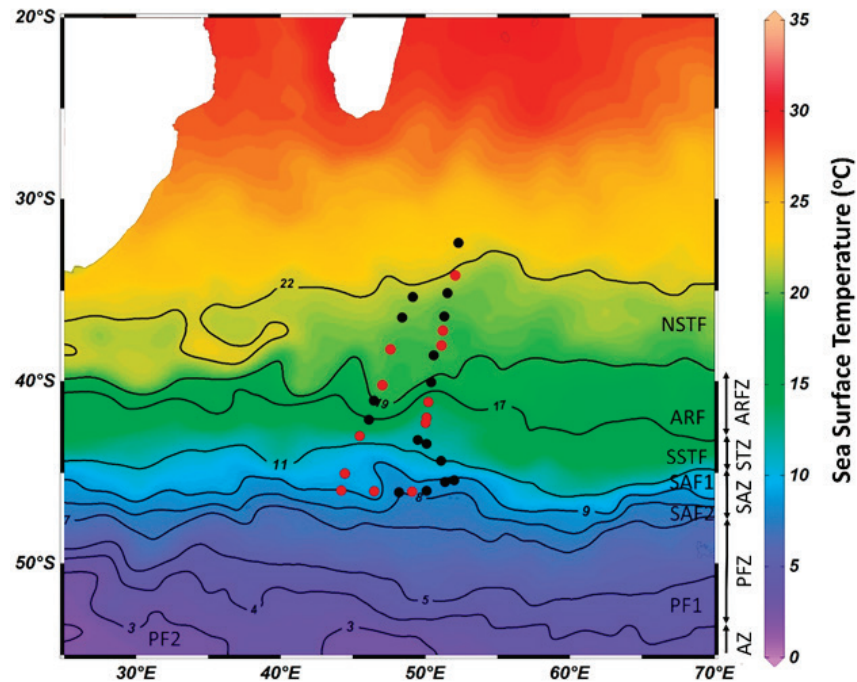 20°S
30°S
40°S
50°S
30°E
40°E
50°E
60°E
70°E
22
19
17
11
8
9
7
5
4
3
3
NSTF
ARF
SSTF
SAF1
SAF2
PF1
PF2
ARFZ
STZ
SAZ
PFZ
AZ
35
30
25
20
15
10
5
0
Sea Surface Temperature (ºC)